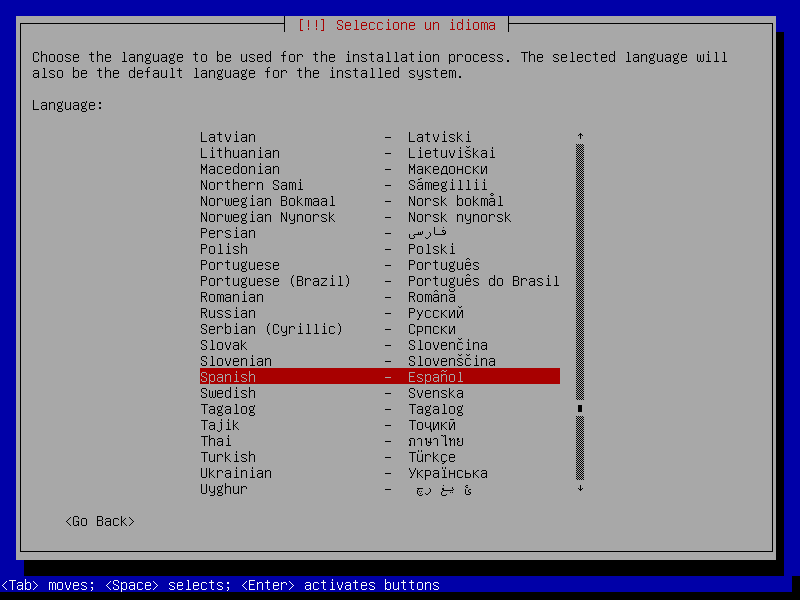 [!!] Seleccione un idioma
Choose the language to be used for the installation process. The selected language will
also be the default language for the installed system.
Language:
Latvian - Latviski
Lithuanian - Lietuviškai
Macedonian - Македонски
Northern Sami - Sámegillii
Norwegian Bokmaal - Norsk bokmål
Norwegian Nynorsk - Norsk nynorsk
Persian - فارسی
Polish - Polski
Portuguese - Português
Portuguese (Brazil) - Português do Brasil
Romanian - Română
Russian - Русский
Serbian (Cyrillic) - Српски
Slovak - Slovenčina
Slovenian - Slovenščina
Spanish - Español
Swedish - Svenska
Tagalog - Tagalog
Tajik - Тоҷикӣ
Thai - ภาษาไทย
Turkish - Türkçe
Ukrainian - Українська
Uyghur -
<Go Back>
<Tab> moves; <Space> selects; <Enter> activates buttons